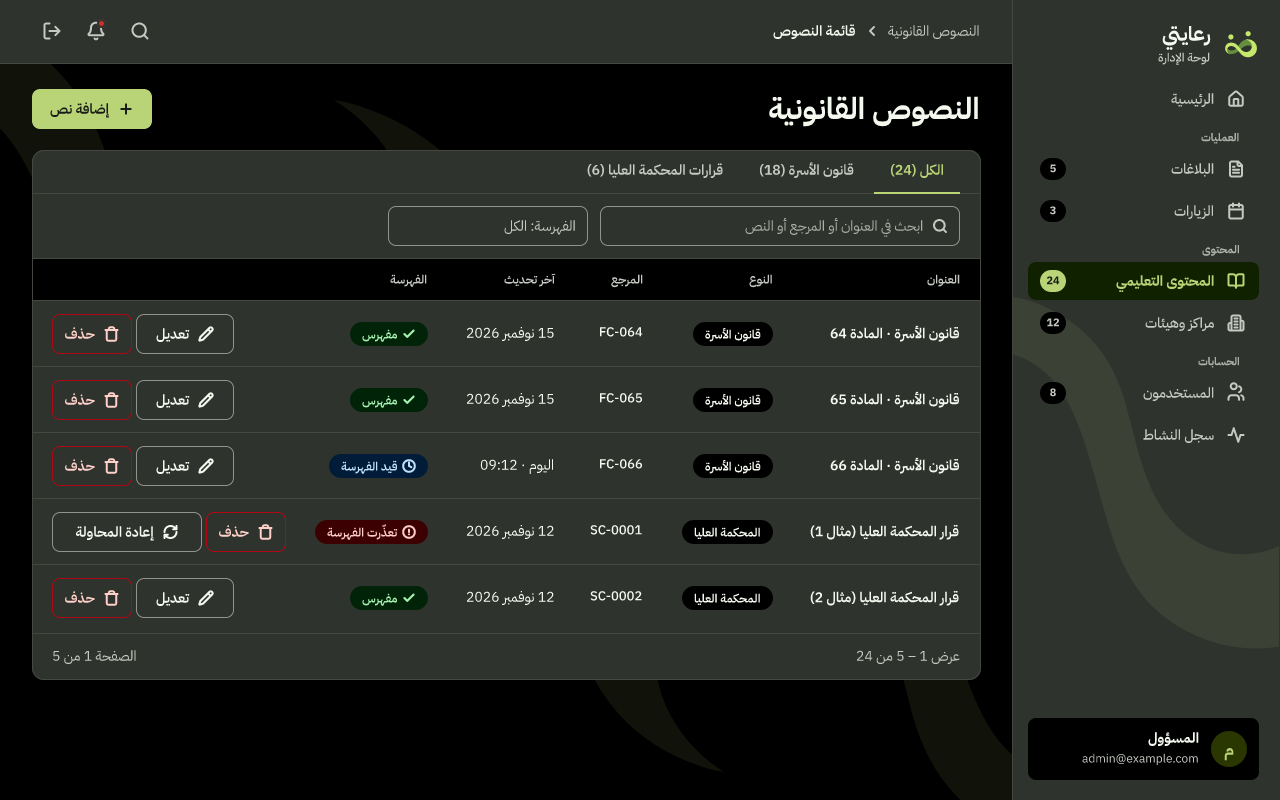 رعايتي
لوحة الإدارة
الرئيسية
العمليات
البلاغات 5
الزيارات 3
المحتوى
المحتوى التعليمي 24
مراكز وهيئات 12
الحسابات
المستخدمون 8
سجل النشاط
م
المسؤول
admin@example.com
النصوص القانونية قائمة النصوص
النصوص القانونية
إضافة نص
الكل (24) قانون الأسرة (18) قرارات المحكمة العليا (6)
ابحث في العنوان أو المرجع أو النص الفهرسة: الكل
العنوان النوع المرجع آخر تحديث الفهرسة
قانون الأسرة · المادة 64 قانون الأسرة FC-064 15 نوفمبر 2026 مفهرس تعديل حذف
قانون الأسرة · المادة 65 قانون الأسرة FC-065 15 نوفمبر 2026 مفهرس تعديل حذف
قانون الأسرة · المادة 66 قانون الأسرة FC-066 اليوم · 09:12 قيد الفهرسة تعديل حذف
قرار المحكمة العليا (مثال 1) المحكمة العليا SC-0001 12 نوفمبر 2026 تعذّرت الفهرسة حذف إعادة المحاولة
قرار المحكمة العليا (مثال 2) المحكمة العليا SC-0002 12 نوفمبر 2026 مفهرس تعديل حذف
عرض 1 – 5 من 24 الصفحة 1 من 5